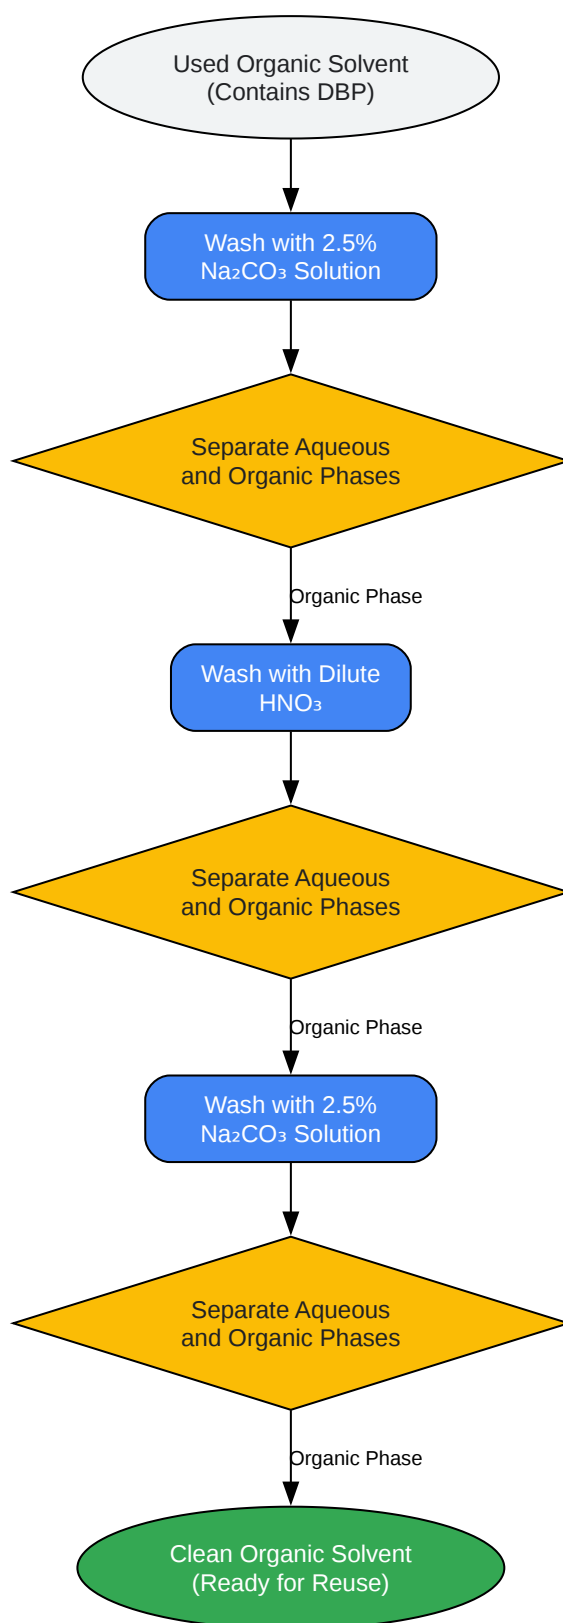 Used Organic Solvent
(Contains DBP)
Wash with 2.5%
Na₂CO₃ Solution
Separate Aqueous
and Organic Phases
Organic Phase
Wash with Dilute
HNO₃
Separate Aqueous
and Organic Phases
Organic Phase
Wash with 2.5%
Na₂CO₃ Solution
Separate Aqueous
and Organic Phases
Organic Phase
Clean Organic Solvent
(Ready for Reuse)